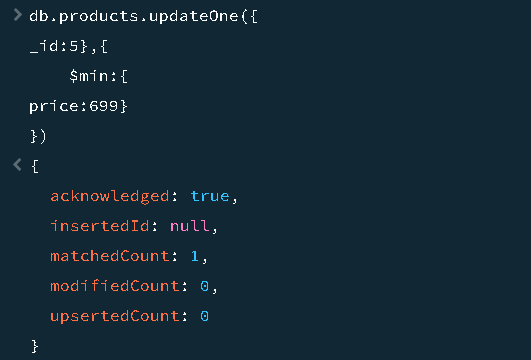 > db.products.updateOne({
_id:5},{
$min:{
price:699}
})
< {
acknowledged: true,
insertedId: null,
matchedCount: 1,
modifiedCount: 0,
upsertedCount: 0
}